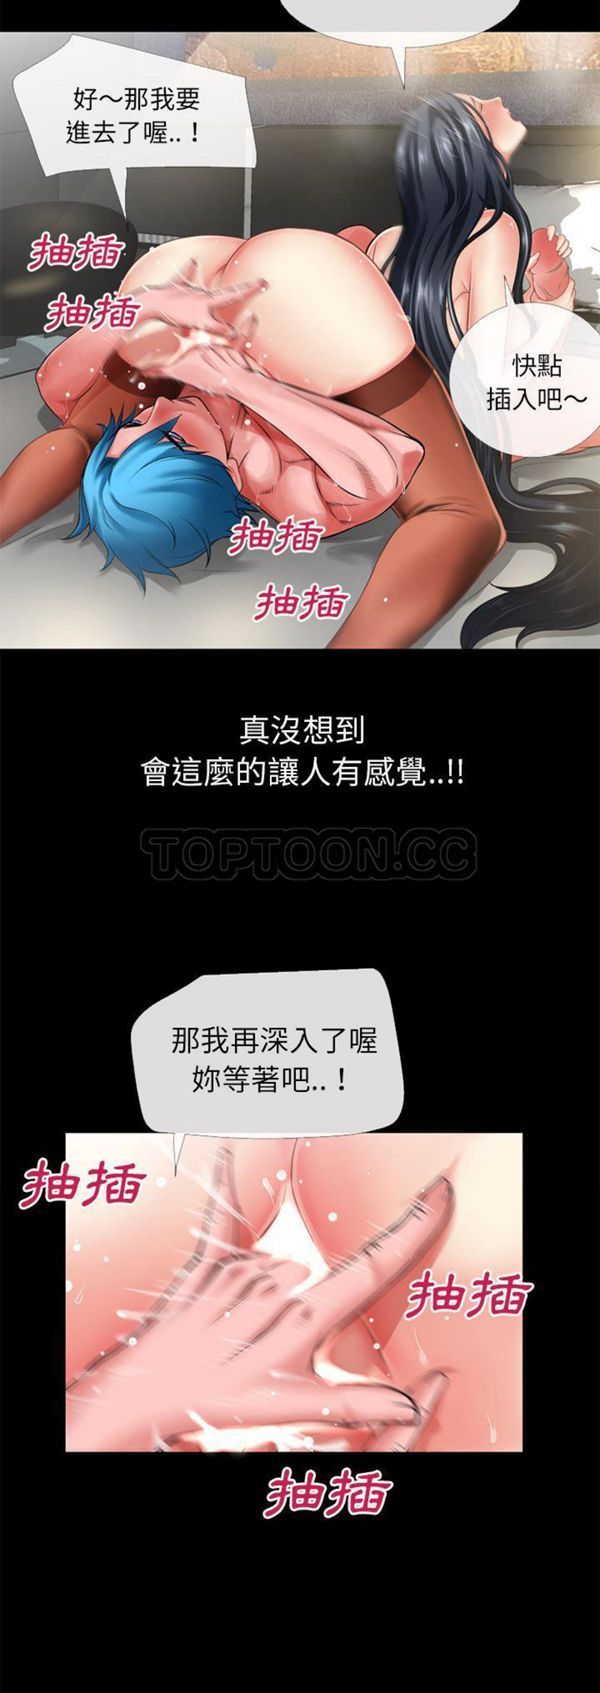 好～那我要
進去了喔..！
抽插
抽插
快點
插入吧～
抽插
抽插
真沒想到
會這麼的讓人有感覺..!!
TOPTOON.CC
那我再深入了喔
妳等著吧..！
抽插
抽插
抽插